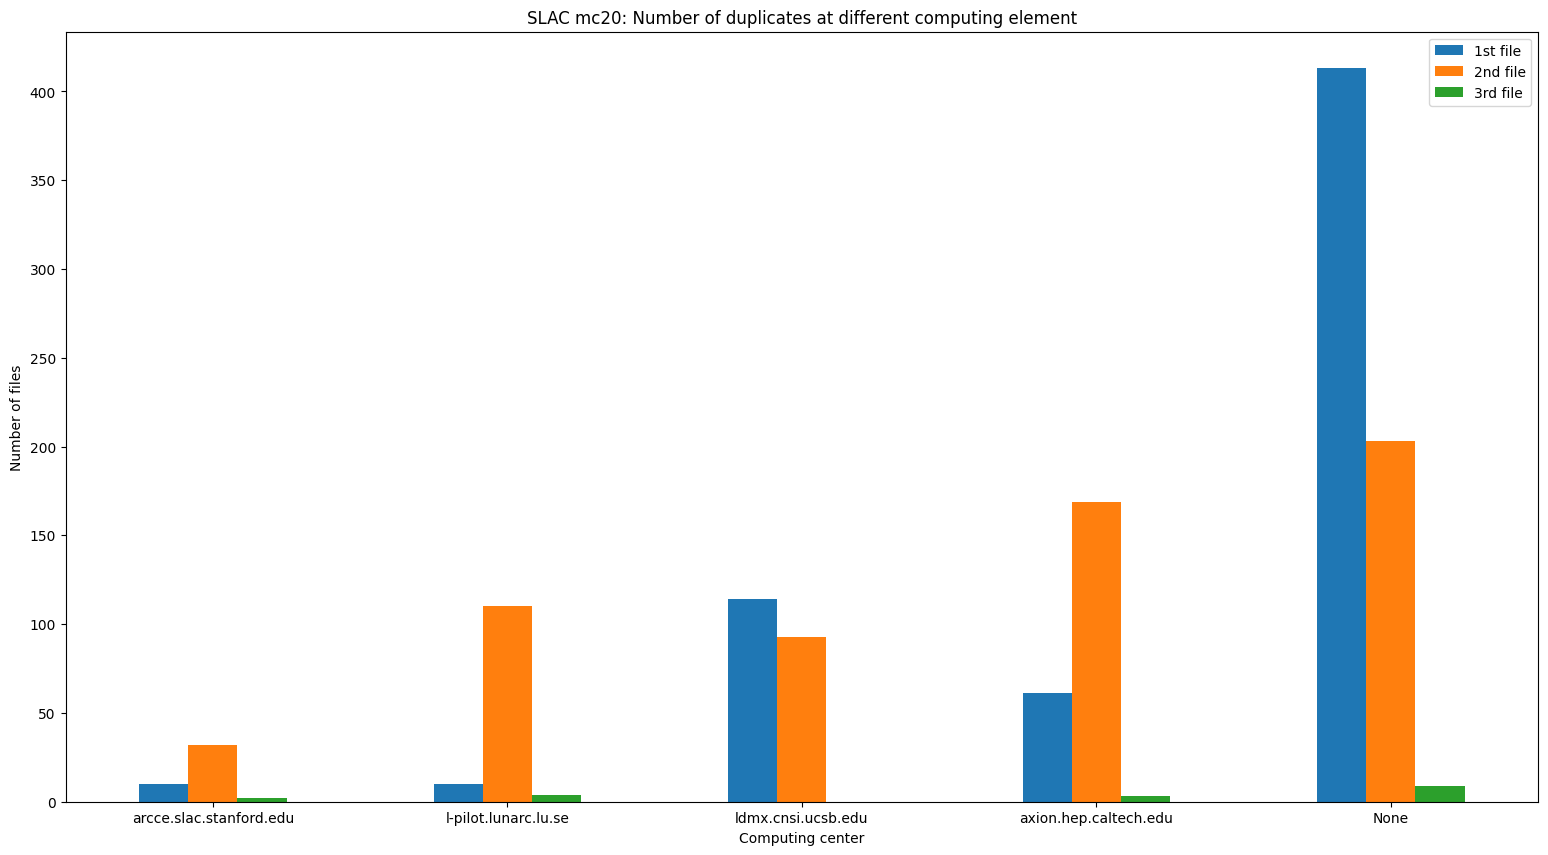 SLAC mc20: Number of duplicates at different computing element
1st file
2nd file
3rd file
Number of files
400
350
300
250
200
150
100
50
0
arcce.slac.stanford.edu
l-pilot.lunarc.lu.se
ldmx.cnsi.ucsb.edu
axion.hep.caltech.edu
None
Computing center